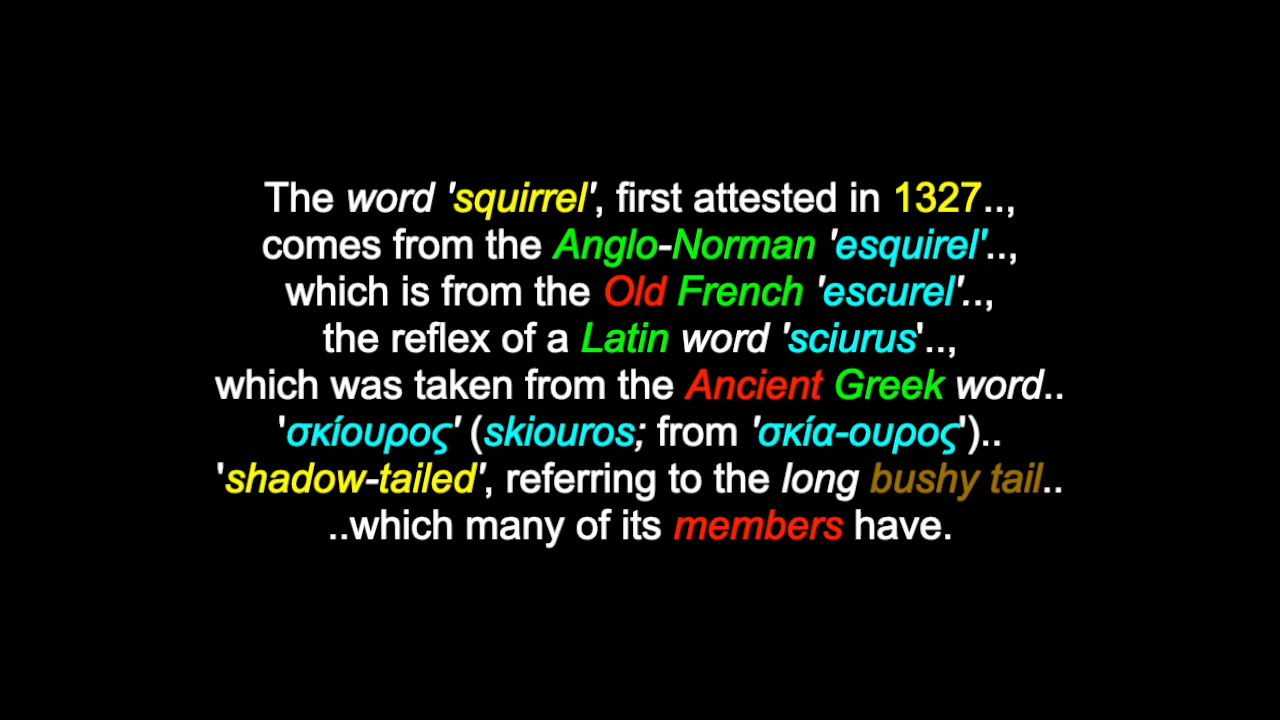 The word 'squirrel', first attested in 1327..,
comes from the Anglo-Norman 'esquirel'..,
which is from the Old French 'escurel'..,
the reflex of a Latin word 'sciurus'..,
which was taken from the Ancient Greek word..
'σκίουρος' (skiouros; from 'σκία-ουρος')..
'shadow-tailed', referring to the long bushy tail..
..which many of its members have.